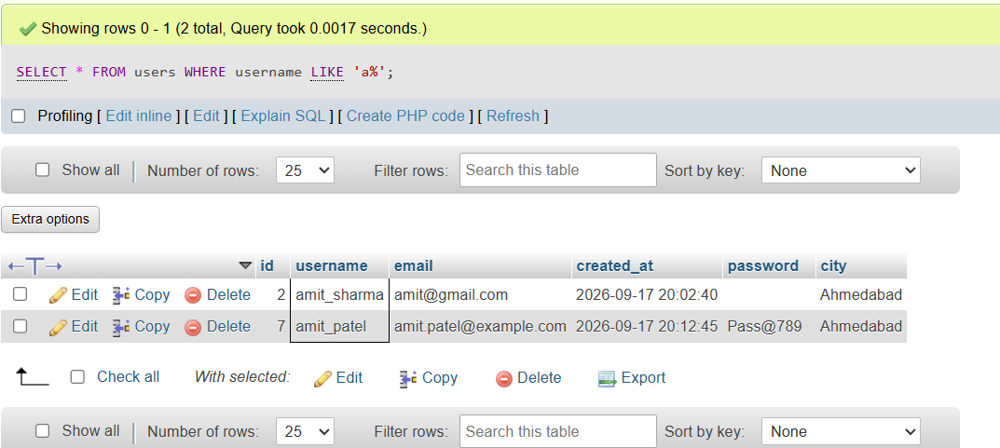 Showing rows 0 - 1 (2 total, Query took 0.0017 seconds.)
SELECT * FROM users WHERE username LIKE 'a%';
Profiling [ Edit inline ] [ Edit ] [ Explain SQL ] [ Create PHP code ] [ Refresh ]
Show all Number of rows: 25 Filter rows: Search this table Sort by key: None
Extra options
←T→ id username email created_at password city
Edit Copy Delete 2 amit_sharma amit@gmail.com 2026-09-17 20:02:40 Ahmedabad
Edit Copy Delete 7 amit_patel amit.patel@example.com 2026-09-17 20:12:45 Pass@789 Ahmedabad
Check all With selected: Edit Copy Delete Export
Show all Number of rows: 25 Filter rows: Search this table Sort by key: None